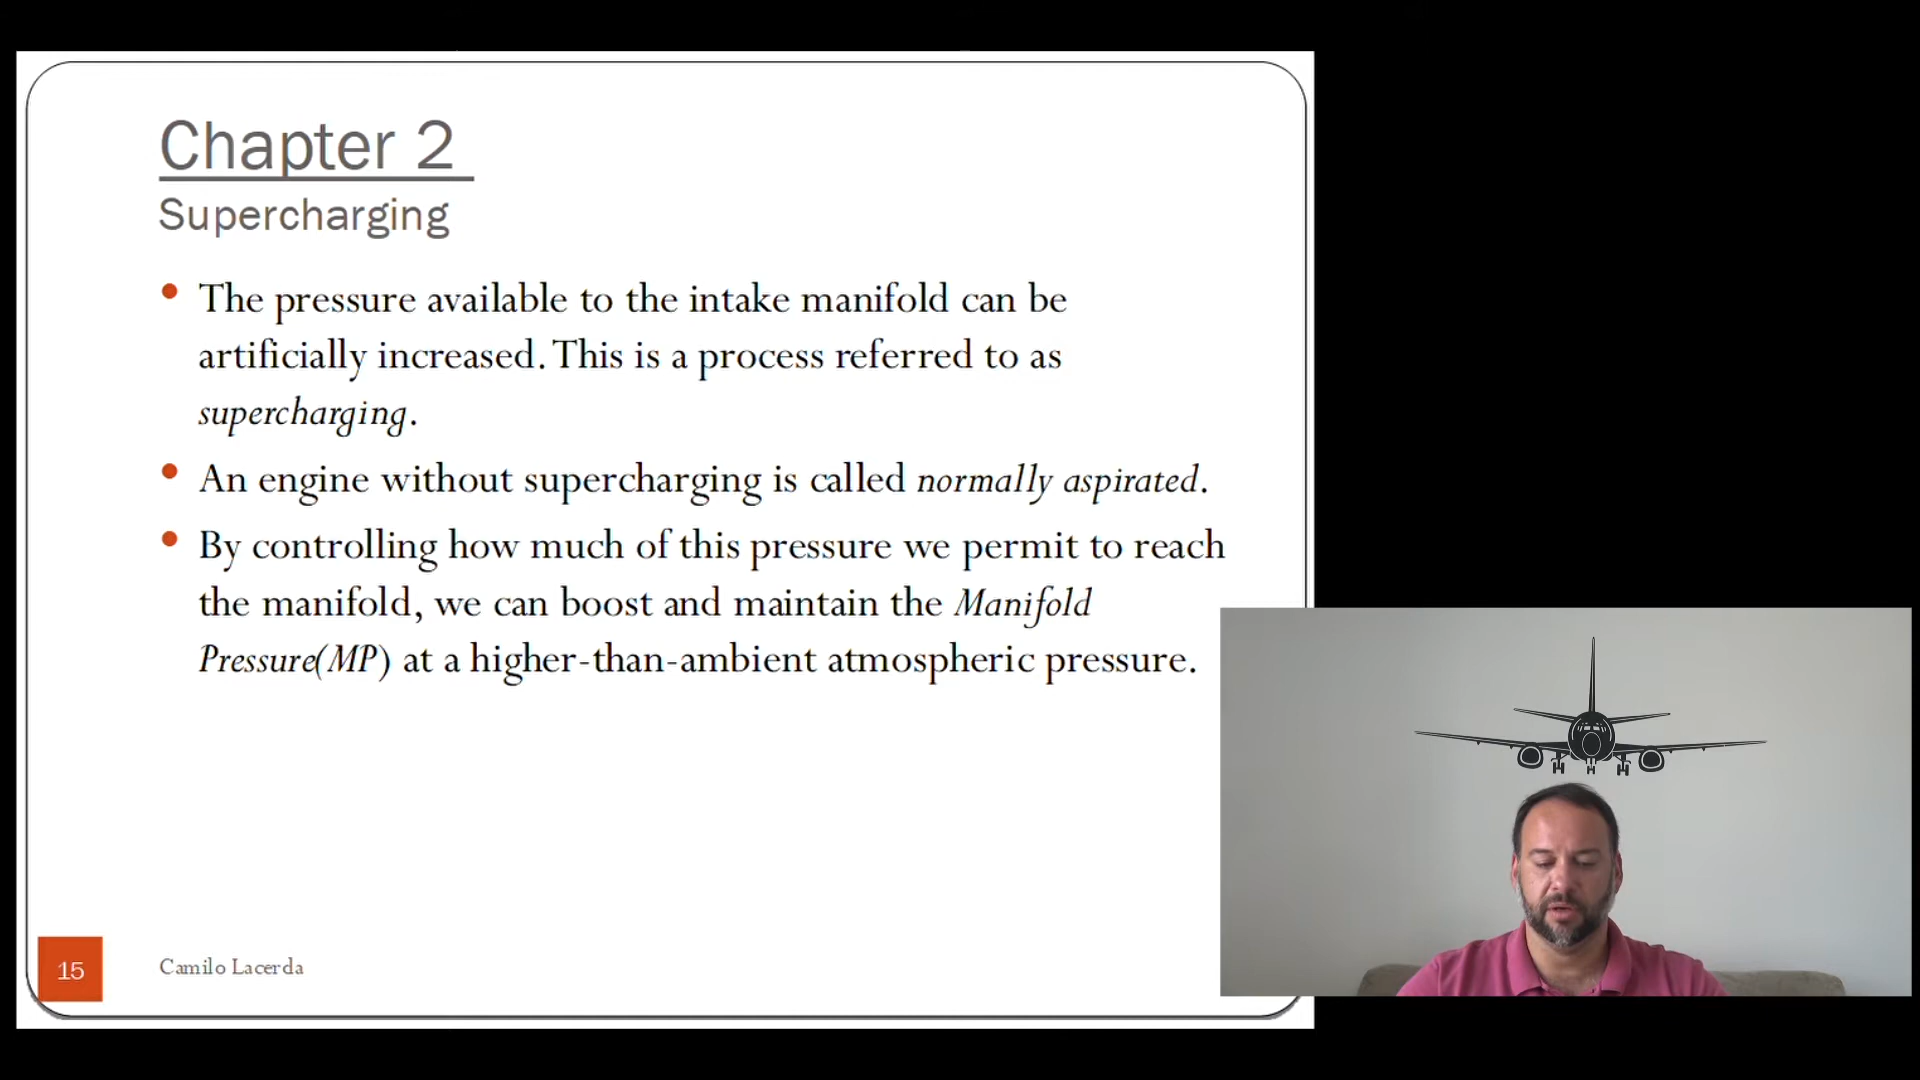 Chapter 2
Supercharging
• The pressure available to the intake manifold can be
artificially increased. This is a process referred to as
supercharging.
• An engine without supercharging is called normally aspirated.
• By controlling how much of this pressure we permit to reach
the manifold, we can boost and maintain the Manifold
Pressure(MP) at a higher-than-ambient atmospheric pressure.
15
Camilo Lacerda